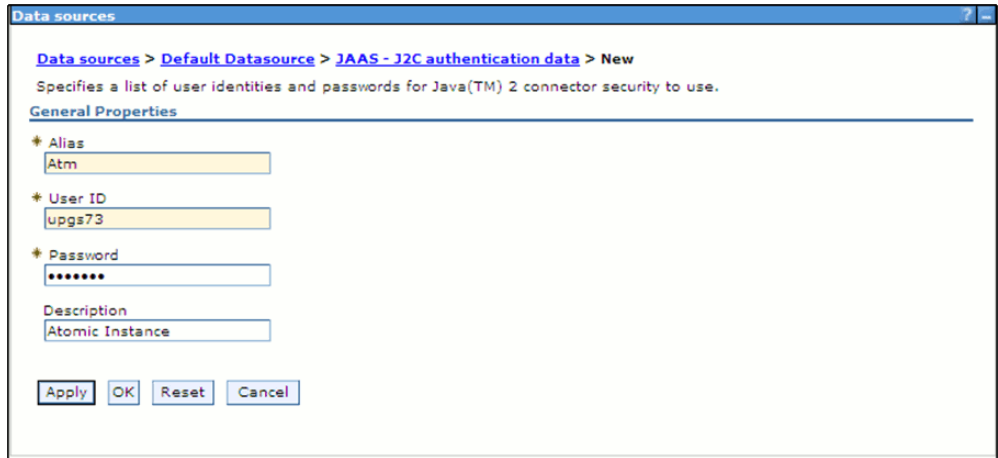 Data sources ? -
Data sources > Default Datasource > JAAS - J2C authentication data > New
Specifies a list of user identities and passwords for Java(TM) 2 connector security to use.
General Properties
* Alias
Atm
* User ID
upgs73
* Password
•••••••
Description
Atomic Instance
Apply OK Reset Cancel